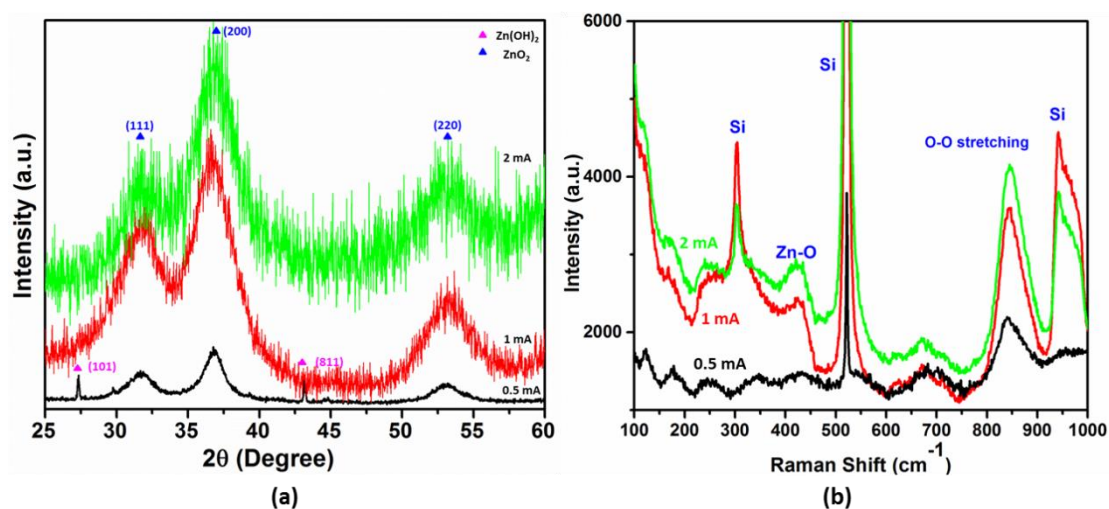 (200)
Zn(OH)₂
ZnO₂
(111)
(220)
2 mA
1 mA
(101)
(811)
0.5 mA
Intensity (a.u.)
25 30 35 40 45 50 55 60
2θ (Degree)
(a)
6000
4000
2000
Si
Si
Si
O-O stretching
2 mA
Zn-O
1 mA
0.5 mA
Intensity (a.u.)
100 200 300 400 500 600 700 800 900 1000
Raman Shift (cm⁻¹)
(b)